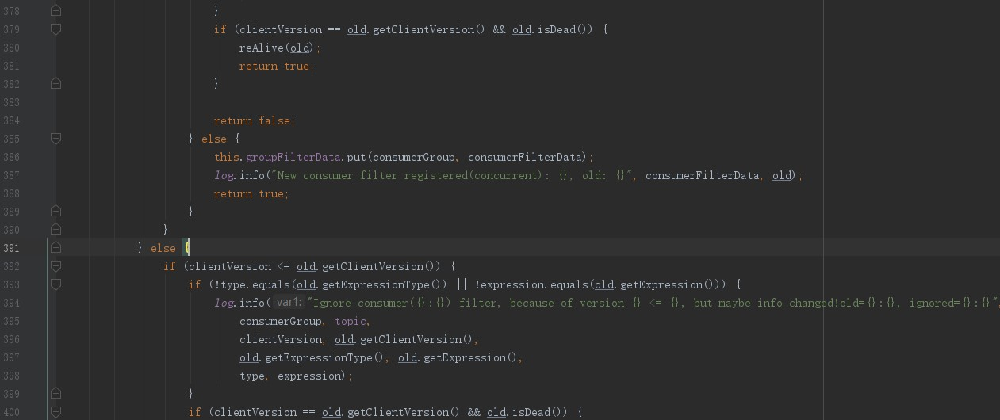 378 }
379 if (clientVersion == old.getClientVersion() && old.isDead()) {
380 reAlive(old);
381 return true;
382 }
383
384 return false;
385 } else {
386 this.groupFilterData.put(consumerGroup, consumerFilterData);
387 log.info("New consumer filter registered(concurrent): {}, old: {}", consumerFilterData, old);
388 return true;
389 }
390 }
391 } else {
392 if (clientVersion <= old.getClientVersion()) {
393 if (!type.equals(old.getExpressionType()) || !expression.equals(old.getExpression())) {
394 log.info( var1: "Ignore consumer({}:{}) filter, because of version {} <= {}, but maybe info changed!old={}:{}, ignored={}:{}",
395 consumerGroup, topic,
396 clientVersion, old.getClientVersion(),
397 old.getExpressionType(), old.getExpression(),
398 type, expression);
399 }
400 if (clientVersion == old.getClientVersion() && old.isDead()) {